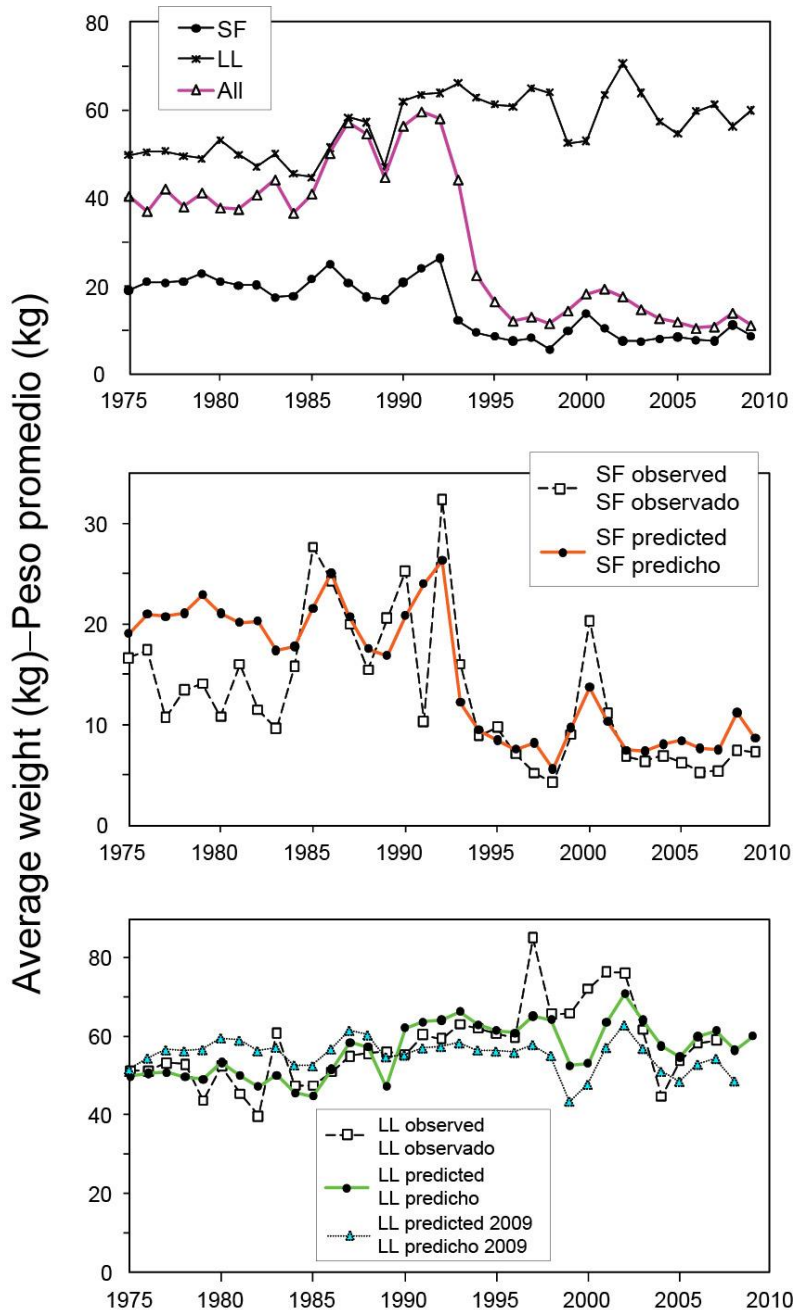 Average weight (kg)–Peso promedio (kg)
80
60
40
20
0
SF
LL
All
1975 1980 1985 1990 1995 2000 2005 2010
30
20
10
0
SF observed
SF observado
SF predicted
SF predicho
1975 1980 1985 1990 1995 2000 2005 2010
80
60
40
20
0
LL observed
LL observado
LL predicted
LL predicho
LL predicted 2009
LL predicho 2009
1975 1980 1985 1990 1995 2000 2005 2010